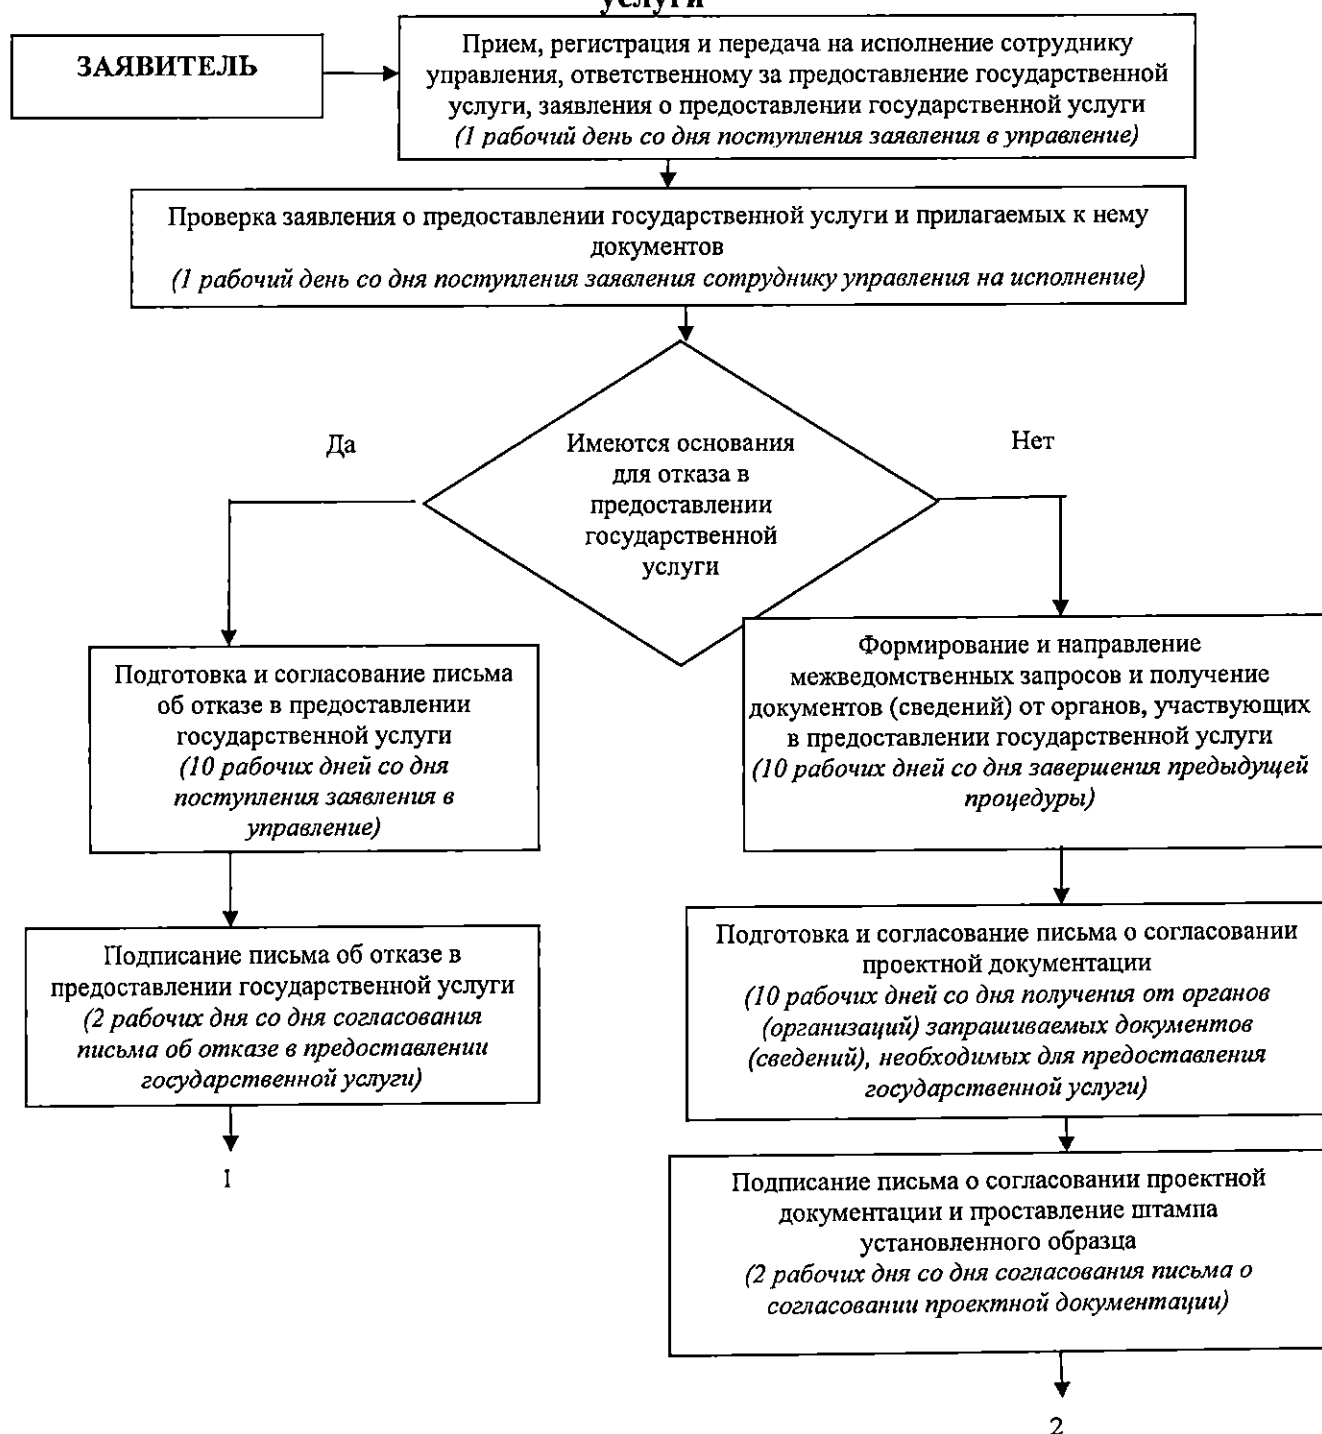 услуги
ЗАЯВИТЕЛЬ
Прием, регистрация и передача на исполнение сотруднику
управления, ответственному за предоставление государственной
услуги, заявления о предоставлении государственной услуги
(1 рабочий день со дня поступления заявления в управление)
Проверка заявления о предоставлении государственной услуги и прилагаемых к нему
документов
(1 рабочий день со дня поступления заявления сотруднику управления на исполнение)
Да
Имеются основания
для отказа в
предоставлении
государственной
услуги
Нет
Подготовка и согласование письма
об отказе в предоставлении
государственной услуги
(10 рабочих дней со дня
поступления заявления в
управление)
Формирование и направление
межведомственных запросов и получение
документов (сведений) от органов, участвующих
в предоставлении государственной услуги
(10 рабочих дней со дня завершения предыдущей
процедуры)
Подписание письма об отказе в
предоставлении государственной услуги
(2 рабочих дня со дня согласования
письма об отказе в предоставлении
государственной услуги)
1
Подготовка и согласование письма о согласовании
проектной документации
(10 рабочих дней со дня получения от органов
(организаций) запрашиваемых документов
(сведений), необходимых для предоставления
государственной услуги)
Подписание письма о согласовании проектной
документации и проставление штампа
установленного образца
(2 рабочих дня со дня согласования письма о
согласовании проектной документации)
2